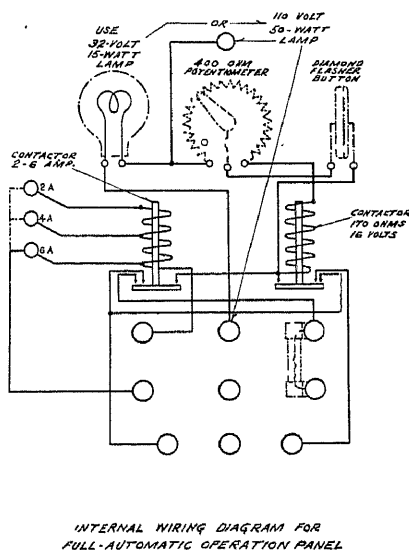 USE
32-VOLT
15-WATT
LAMP
OR
110 VOLT
50-WATT
LAMP
400 OHM
POTENTIOMETER
DIAMOND
FLASHER
BUTTON
CONTACTOR
2-6 AMP.
2A
4A
6A
CONTACTOR
170 OHMS
16 VOLTS
INTERNAL WIRING DIAGRAM FOR
FULL-AUTOMATIC OPERATION PANEL